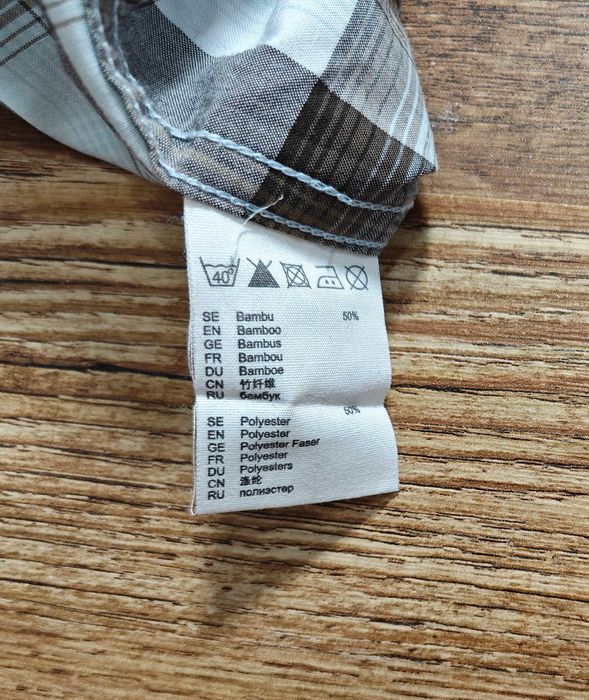 40°
SE Bambu 50%
EN Bamboo
GE Bambus
FR Bambou
DU Bamboe
CN 竹纤维
RU бамбук
50%
SE Polyester
EN Polyester
GE Polyester Faser
FR Polyester
DU Polyesters
CN 涤纶
RU полиэстер